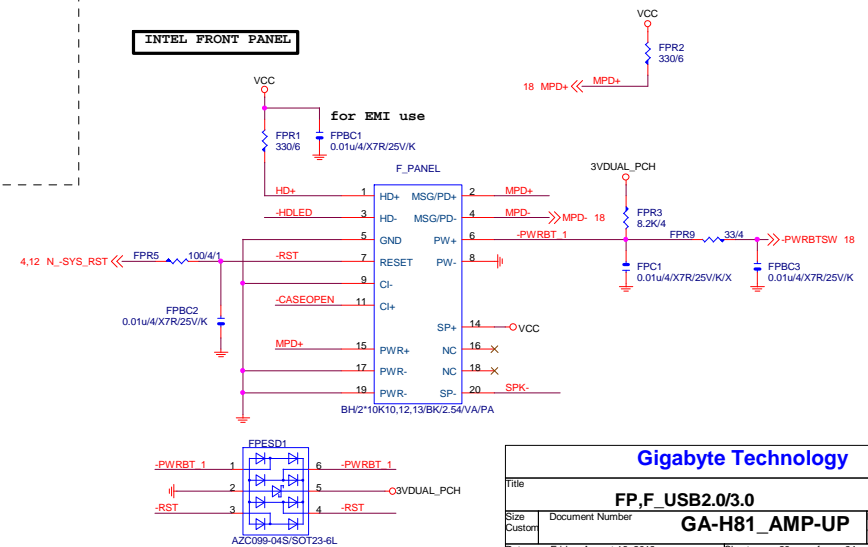 INTEL FRONT PANEL
VCC
FPR2
330/6
18 MPD+ MPD+
VCC
for EMI use
FPR1
330/6
FPBC1
0.01u/4/X7R/25V/K
F_PANEL
3VDUAL_PCH
HD+ 1 HD+ MSG/PD+ 2 MPD+
-HDLED 3 HD- MSG/PD- 4 MPD- MPD- 18
FPR3
8.2K/4
5 GND PW+ 6 -PWRBT_1 FPR9 33/4 -PWRBTSW 18
4,12 N_-SYS_RST FPR5 100/4/1 -RST 7 RESET PW- 8
9 CI-
FPC1
0.01u/4/X7R/25V/K/X
FPBC3
0.01u/4/X7R/25V/K
-CASEOPEN 11 CI+
FPBC2
0.01u/4/X7R/25V/K
SP+ 14 VCC
MPD+ 15 PWR+ NC 16
17 PWR- NC 18
19 PWR- SP- 20 SPK-
BH/2*10K10,12,13/BK/2.54/VA/PA
FPESD1
-PWRBT_1 1 6 -PWRBT_1
2 5 3VDUAL_PCH
-RST 3 4 -RST
AZC099-04S/SOT23-6L
Gigabyte Technology
Title
FP,F_USB2.0/3.0
Size
Custom
Document Number
GA-H81_AMP-UP